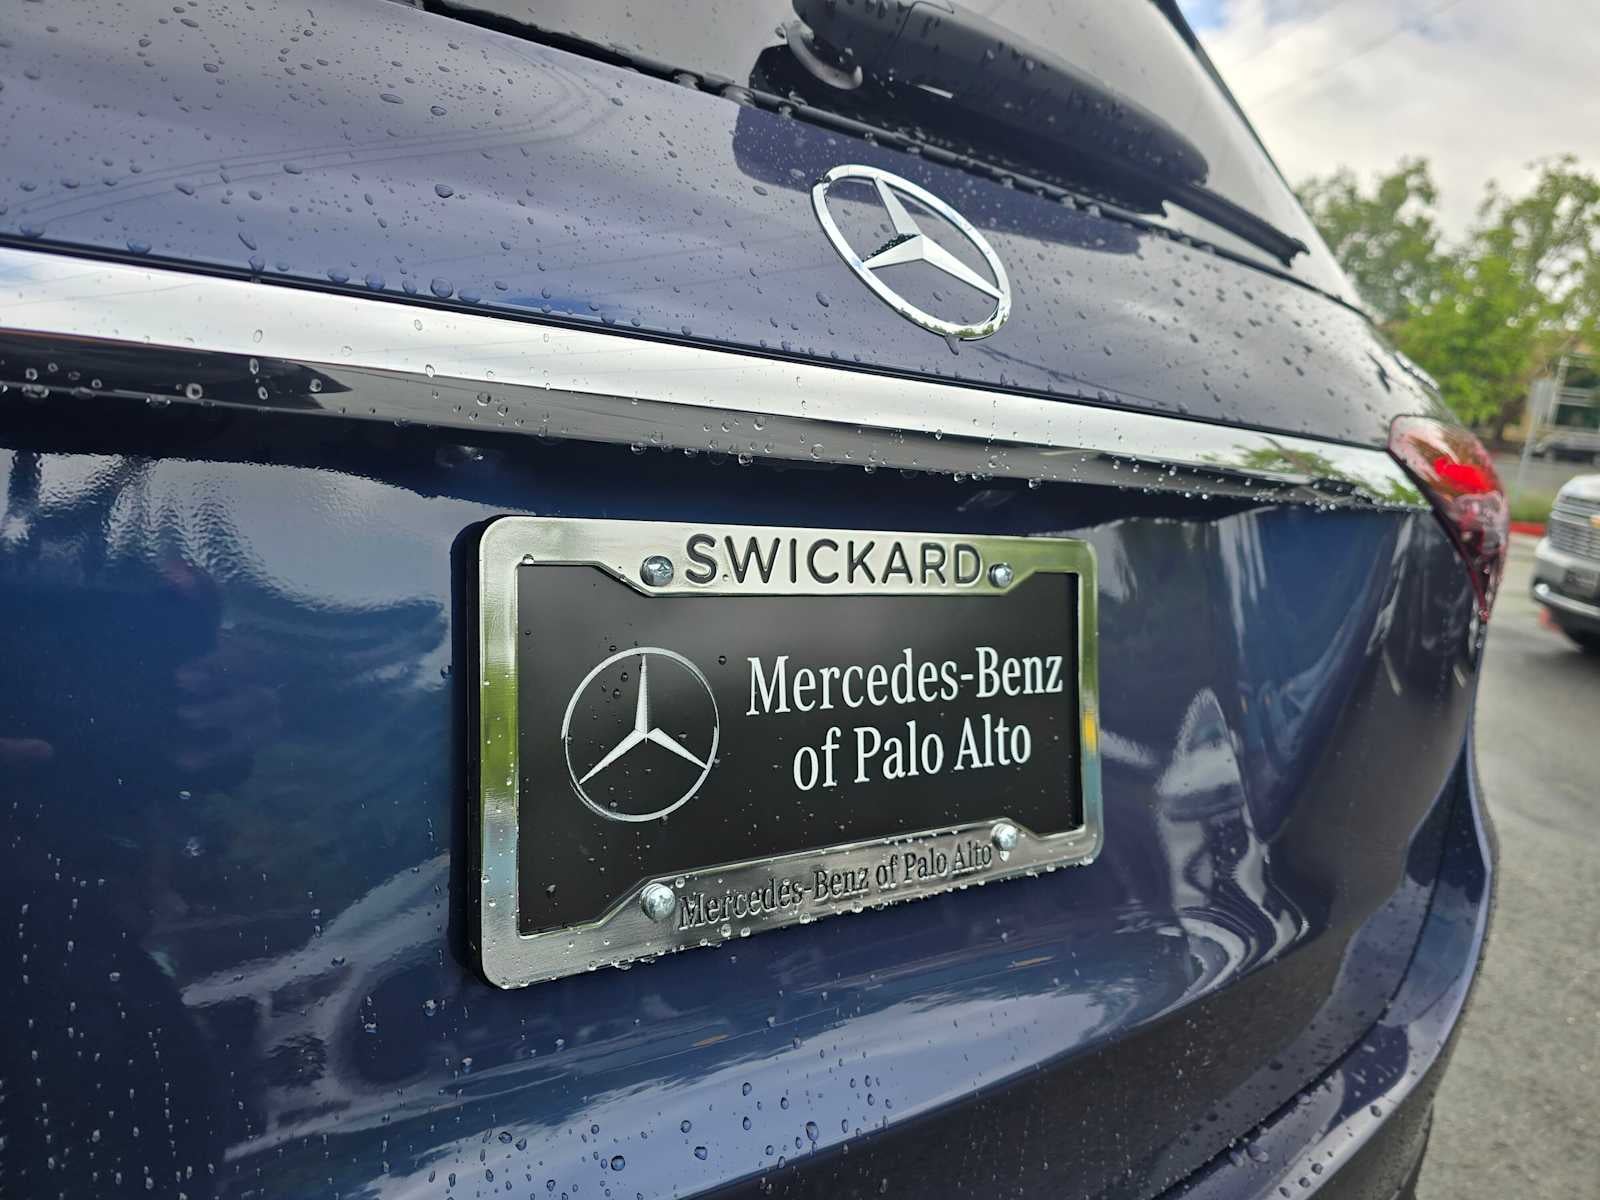 SWICKARD
Mercedes-Benz
of Palo Alto
Mercedes-Benz of Palo Alto